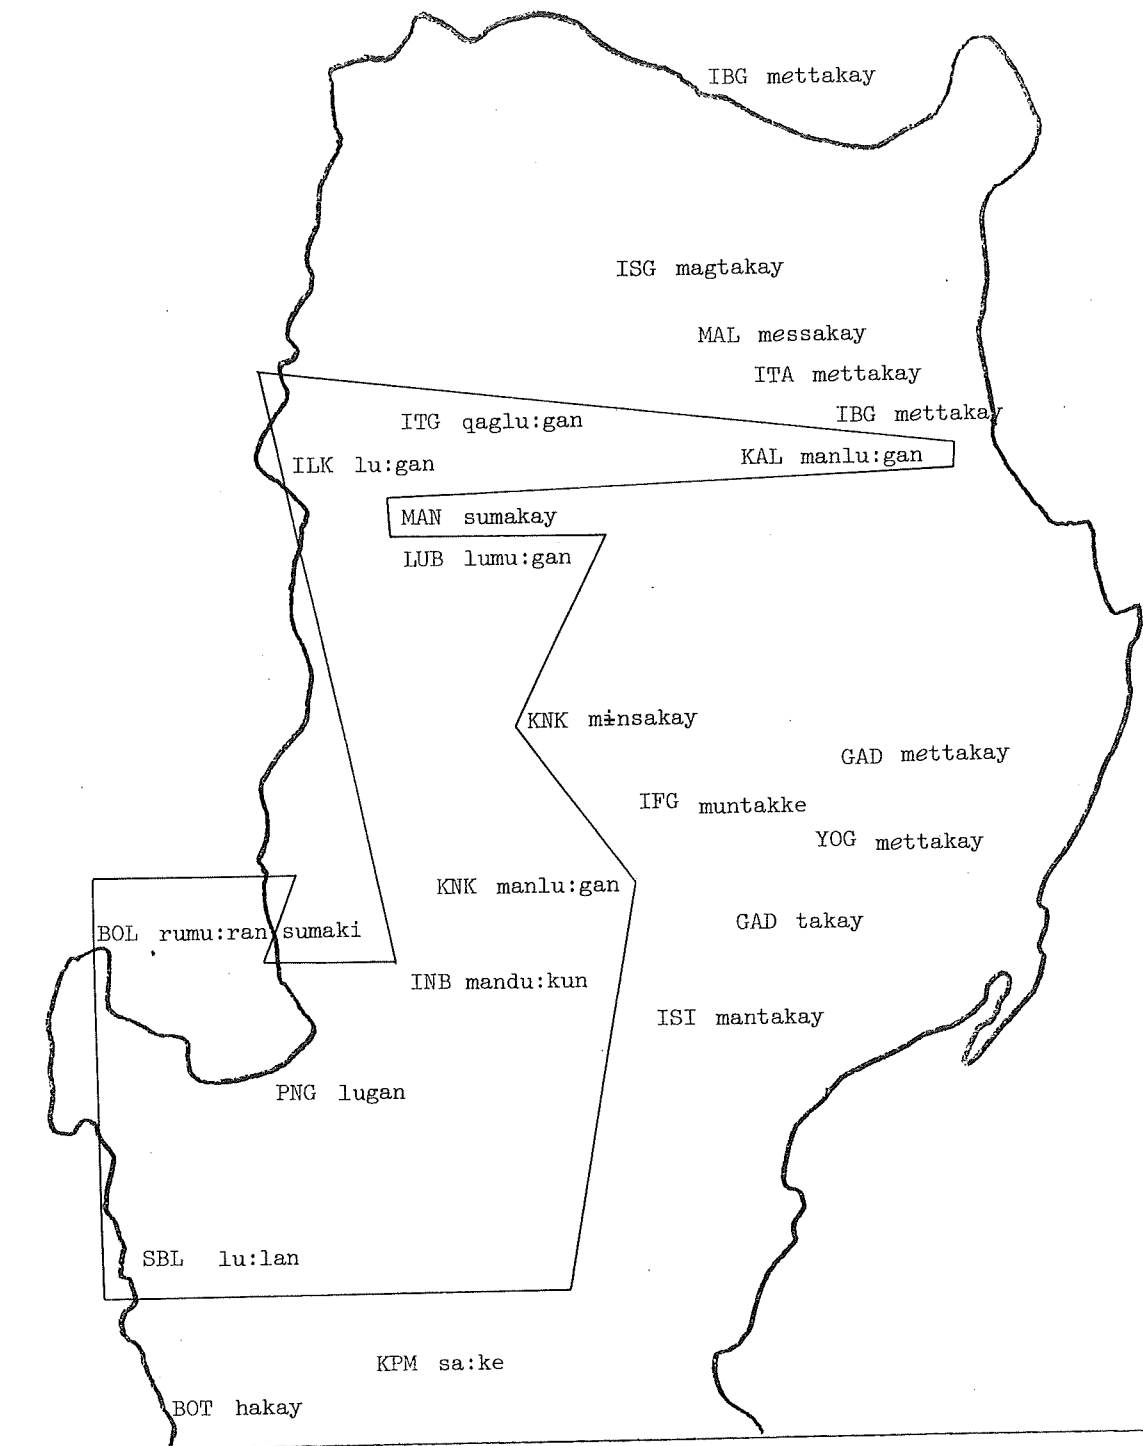 IBG mettakay
ISG magtakay
MAL messakay
ITA mettakay
IBG mettakay
ITG qaglu:gan
KAL manlu:gan
ILK lu:gan
MAN sumakay
LUB lumu:gan
KNK mɨnsakay
GAD mettakay
IFG muntakke
YOG mettakay
KNK manlu:gan
GAD takay
BOL rumu:ran sumaki
INB mandu:kun
ISI mantakay
PNG lugan
SBL lu:lan
KPM sa:ke
BOT hakay